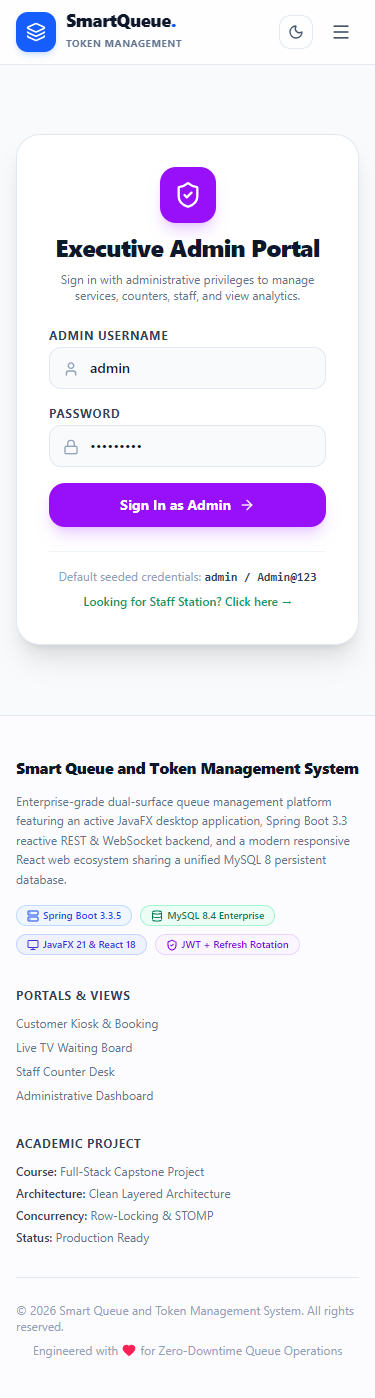 SmartQueue.
TOKEN MANAGEMENT
Executive Admin Portal
Sign in with administrative privileges to manage
services, counters, staff, and view analytics.
ADMIN USERNAME
admin
PASSWORD
•••••••••
Sign In as Admin →
Default seeded credentials: admin / Admin@123
Looking for Staff Station? Click here →
Smart Queue and Token Management System
Enterprise-grade dual-surface queue management platform
featuring an active JavaFX desktop application, Spring Boot 3.3
reactive REST & WebSocket backend, and a modern responsive
React web ecosystem sharing a unified MySQL 8 persistent
database.
Spring Boot 3.3.5
MySQL 8.4 Enterprise
JavaFX 21 & React 18
JWT + Refresh Rotation
PORTALS & VIEWS
Customer Kiosk & Booking
Live TV Waiting Board
Staff Counter Desk
Administrative Dashboard
ACADEMIC PROJECT
Course: Full-Stack Capstone Project
Architecture: Clean Layered Architecture
Concurrency: Row-Locking & STOMP
Status: Production Ready
© 2026 Smart Queue and Token Management System. All rights
reserved.
Engineered with ❤ for Zero-Downtime Queue Operations